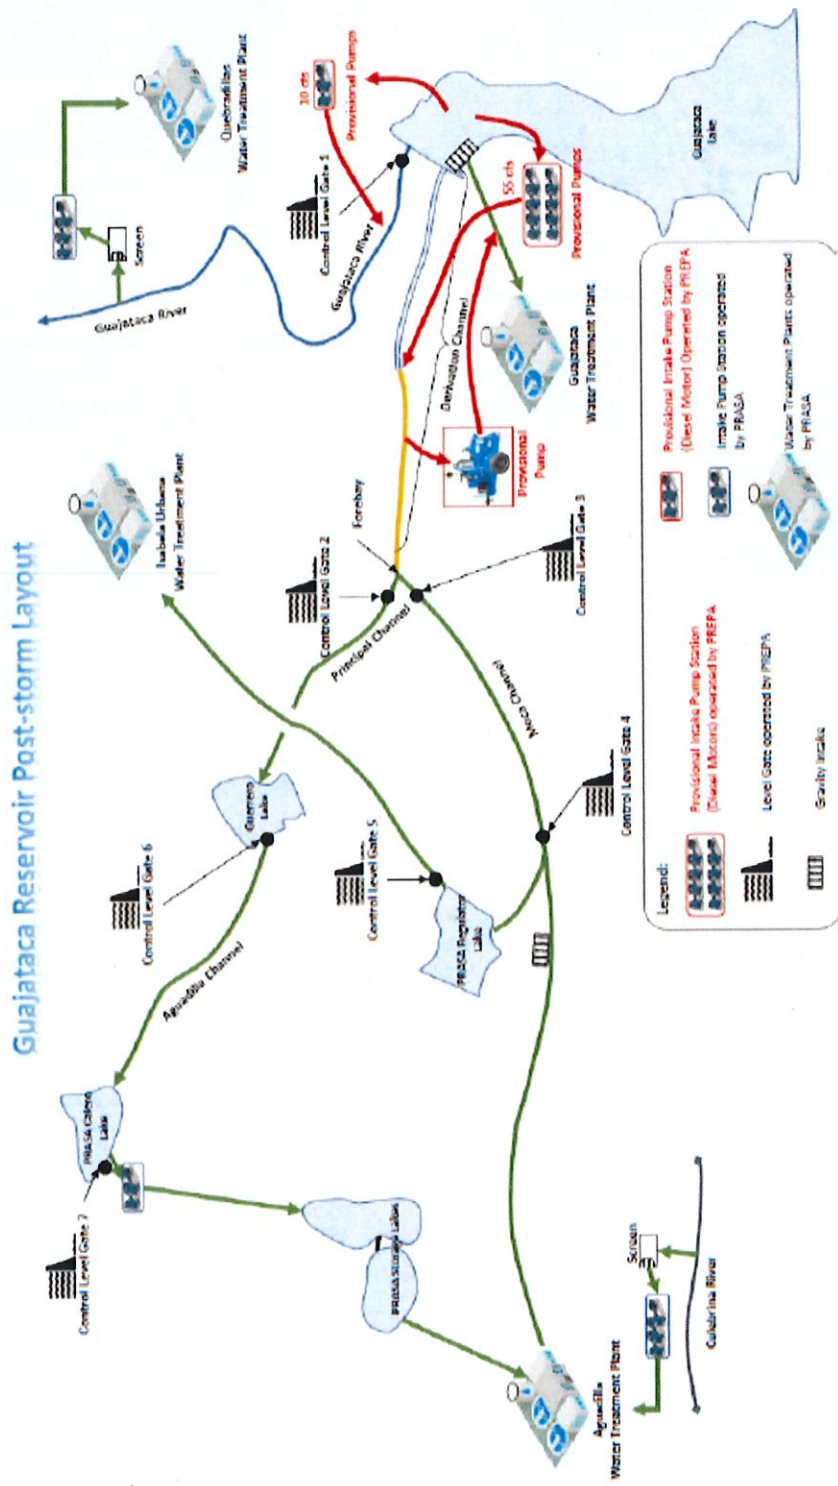 Guajataca Reservoir Post-storm Layout
Control Level Gate 7
PRASA Calero
Lake
Aguadilla Channel
Control Level Gate 6
Guerrero
Lake
Isabela Urbana
Water Treatment Plant
Guajataca River
Screen
Quebradillas
Water Treatment Plant
PRASA Storage Lakes
Control Level Gate 5
PRASA Regulator
Lake
Principal Channel
Control Level Gate 2
Forebay
Guajataca River
Control Level Gate 1
10 cfs
Provisional Pumps
Moca Channel
Control Level Gate 3
Control Level Gate 4
Derivation Channel
Provisional
Pump
55 cfs
Provisional Pumps
Guajataca
Water Treatment Plant
Guajataca
Lake
Aguadilla
Water Treatment Plant
Screen
Culebrina River
Legend:
Provisional Intake Pump Station
(Diesel Motors) operated by PREPA
Level Gate operated by PREPA
Gravity Intake
Provisional Intake Pump Station
(Diesel Motor) Operated by PREPA
Intake Pump Station operated
by PRASA
Water Treatment Plants operated
by PRASA